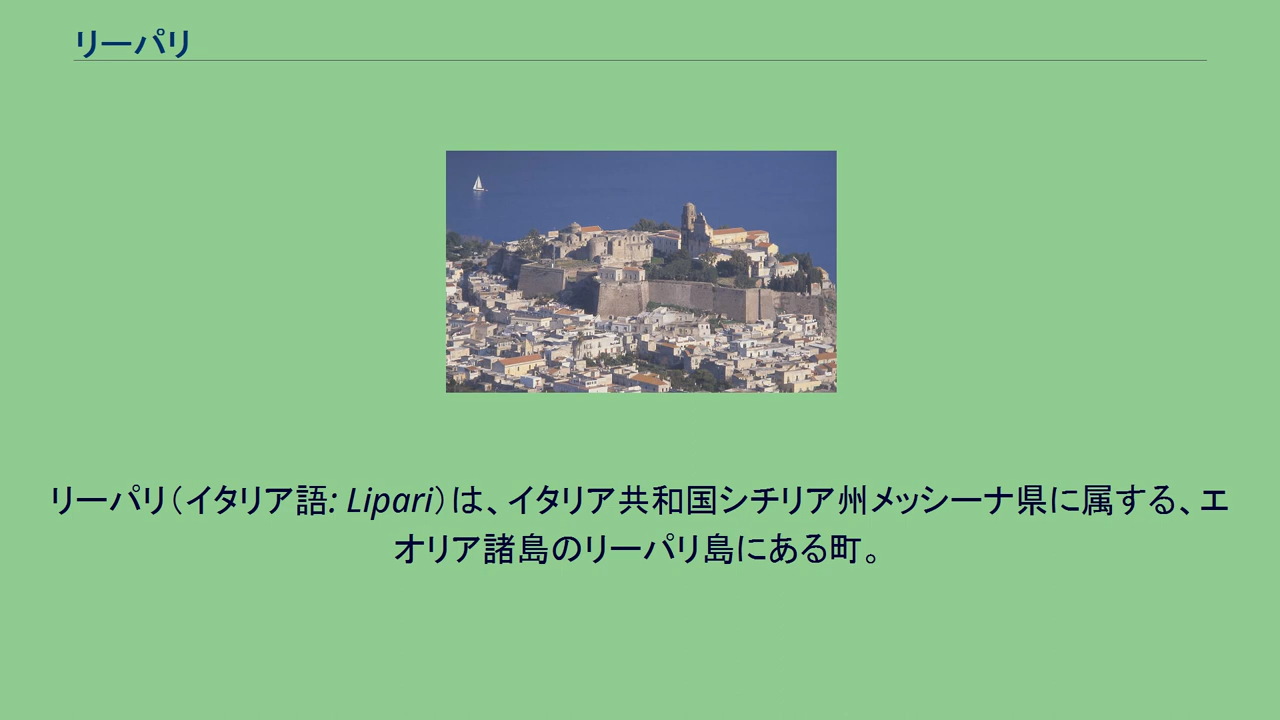 リーパリ
リーパリ（イタリア語: Lipari）は、イタリア共和国シチリア州メッシーナ県に属する、エ
オリア諸島のリーパリ島にある町。